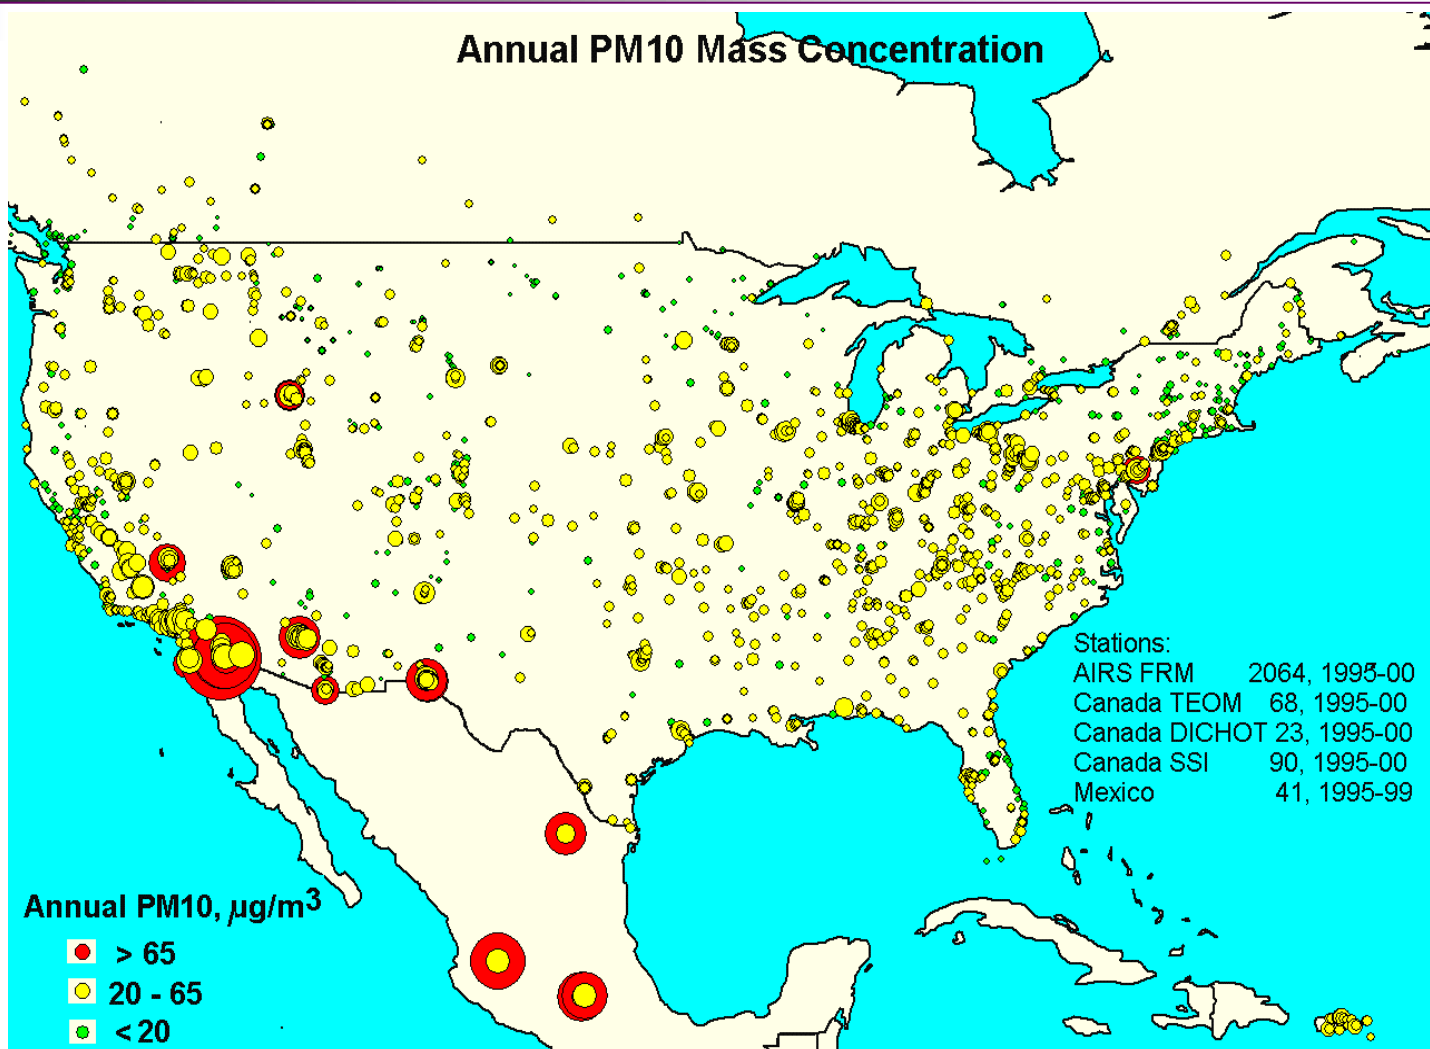 Annual PM10 Mass Concentration
Stations:
AIRS FRM 2064, 1995-00
Canada TEOM 68, 1995-00
Canada DICHOT 23, 1995-00
Canada SSI 90, 1995-00
Mexico 41, 1995-99
Annual PM10, µg/m³
> 65
20 - 65
< 20